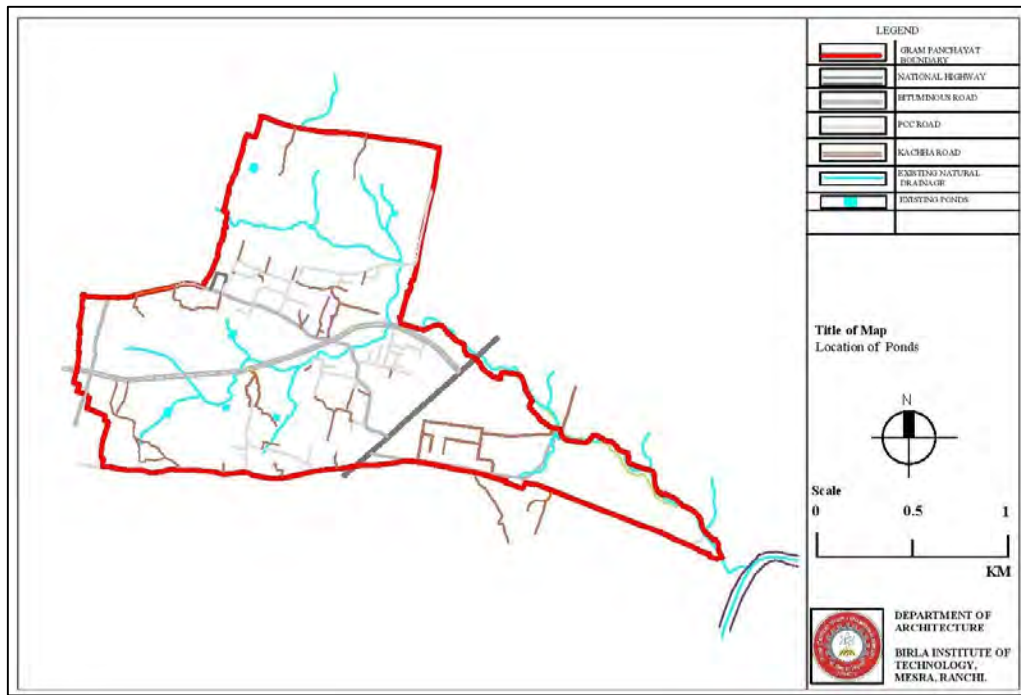 LEGEND
GRAM PANCHAYAT
BOUNDARY
NATIONAL HIGHWAY
BITUMINOUS ROAD
PCC ROAD
KACHHA ROAD
EXISTING NATURAL
DRAINAGE
EXISTING PONDS
Title of Map
Location of Ponds
N
Scale
0 0.5 1
KM
DEPARTMENT OF
ARCHITECTURE
BIRLA INSTITUTE OF
TECHNOLOGY,
MESRA, RANCHI.